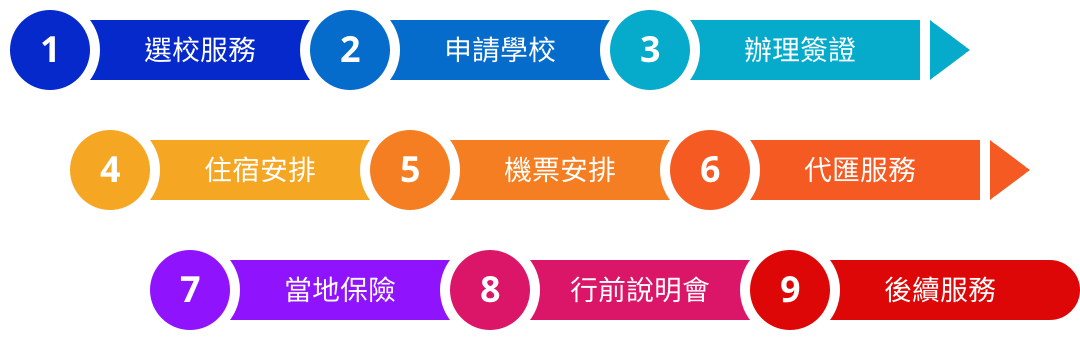 1 選校服務 2 申請學校 3 辦理簽證
4 住宿安排 5 機票安排 6 代匯服務
7 當地保險 8 行前說明會 9 後續服務